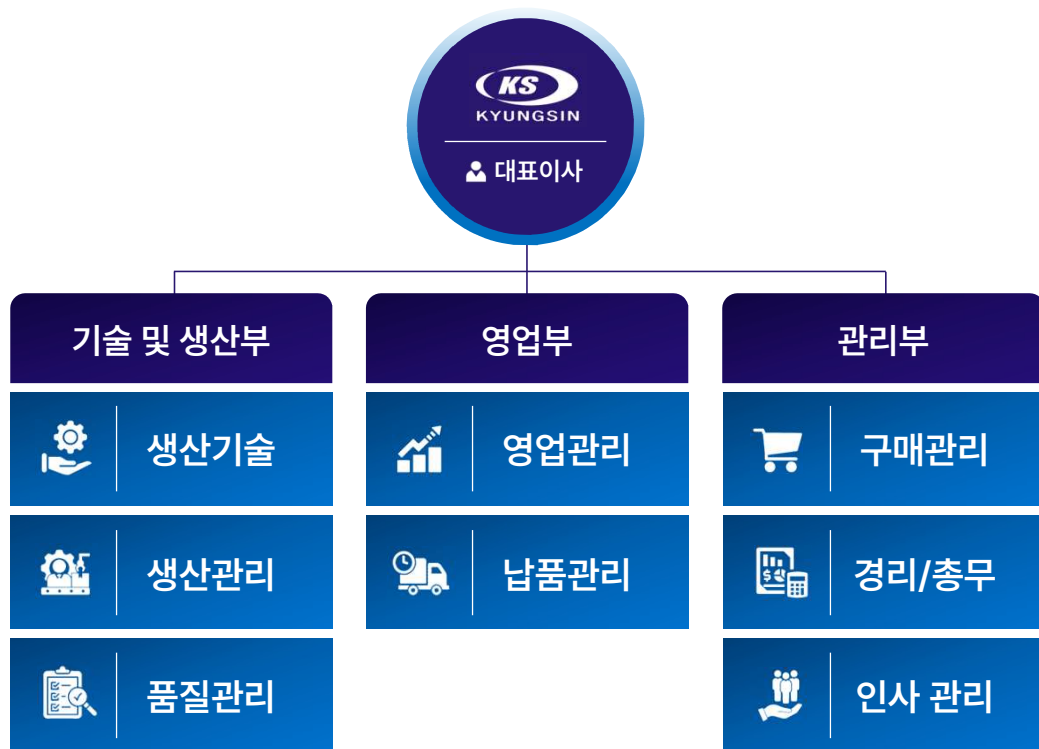 KS
KYUNGSIN
대표이사
기술 및 생산부
생산기술
생산관리
품질관리
영업부
영업관리
납품관리
관리부
구매관리
경리/총무
인사 관리